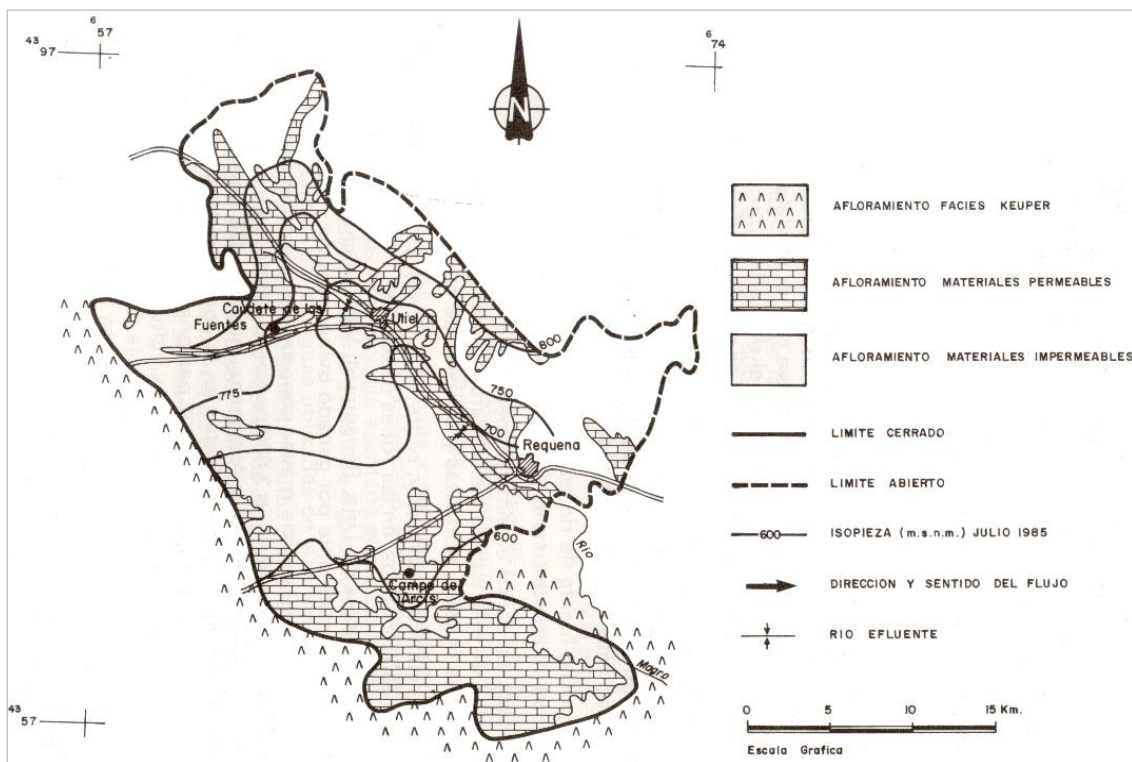 6
57
43
97
6
74
N
800
Caudete de las
Fuentes
Utiel
775
750
700
Requena
600
Campo de
Arcís
Río
Magro
43
57
AFLORAMIENTO FACIES KEUPER
AFLORAMIENTO MATERIALES PERMEABLES
AFLORAMIENTO MATERIALES IMPERMEABLES
LIMITE CERRADO
LIMITE ABIERTO
600 ISOPIEZA (m.s.n.m.) JULIO 1985
DIRECCION Y SENTIDO DEL FLUJO
RIO EFLUENTE
0 5 10 15 Km.
Escala Grafica